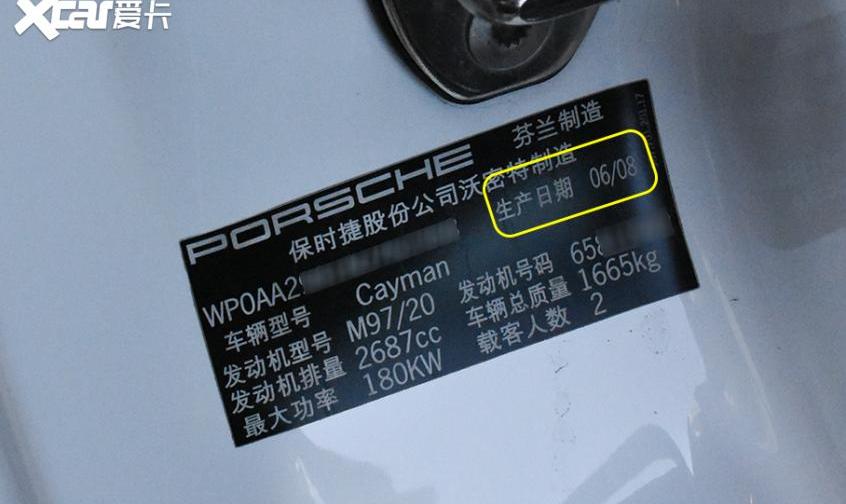 Xcar爱卡
PORSCHE
芬兰制造
保时捷股份公司沃密特制造
生产日期 06/08
WP0AA29
车辆型号 Cayman
发动机号码 658
发动机型号 M97/20
车辆总质量 1665kg
发动机排量 2687cc
载客人数 2
最大功率 180KW